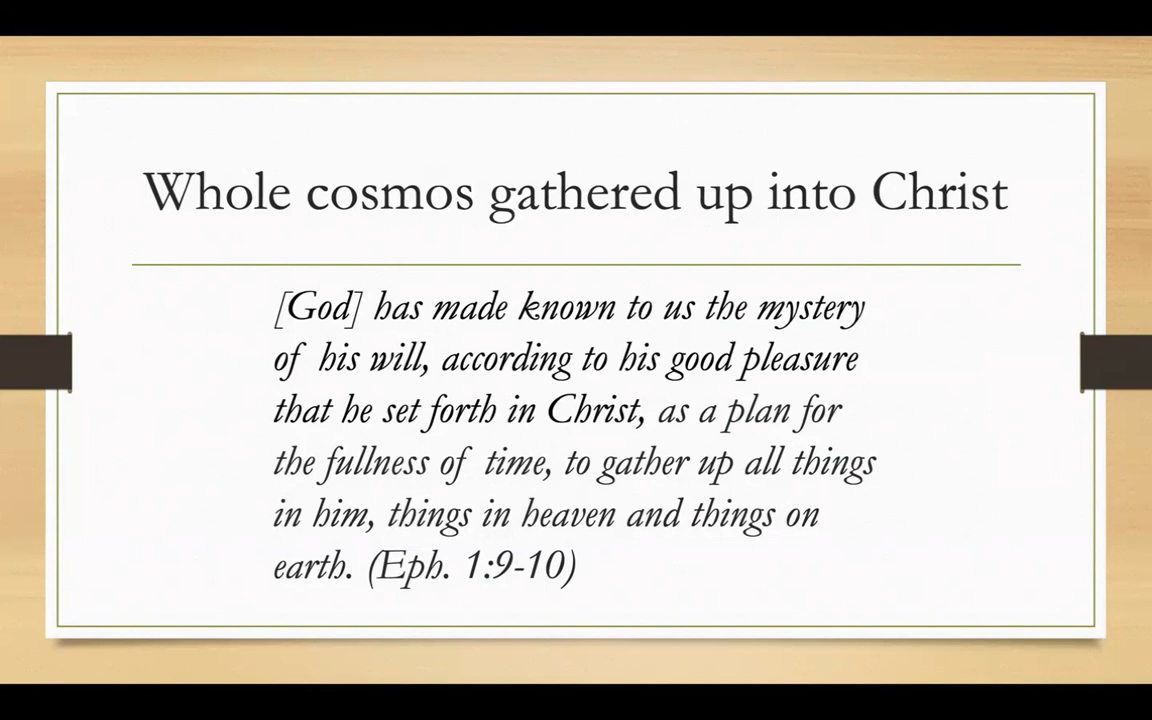 Whole cosmos gathered up into Christ
[God] has made known to us the mystery
of his will, according to his good pleasure
that he set forth in Christ, as a plan for
the fullness of time, to gather up all things
in him, things in heaven and things on
earth. (Eph. 1:9-10)